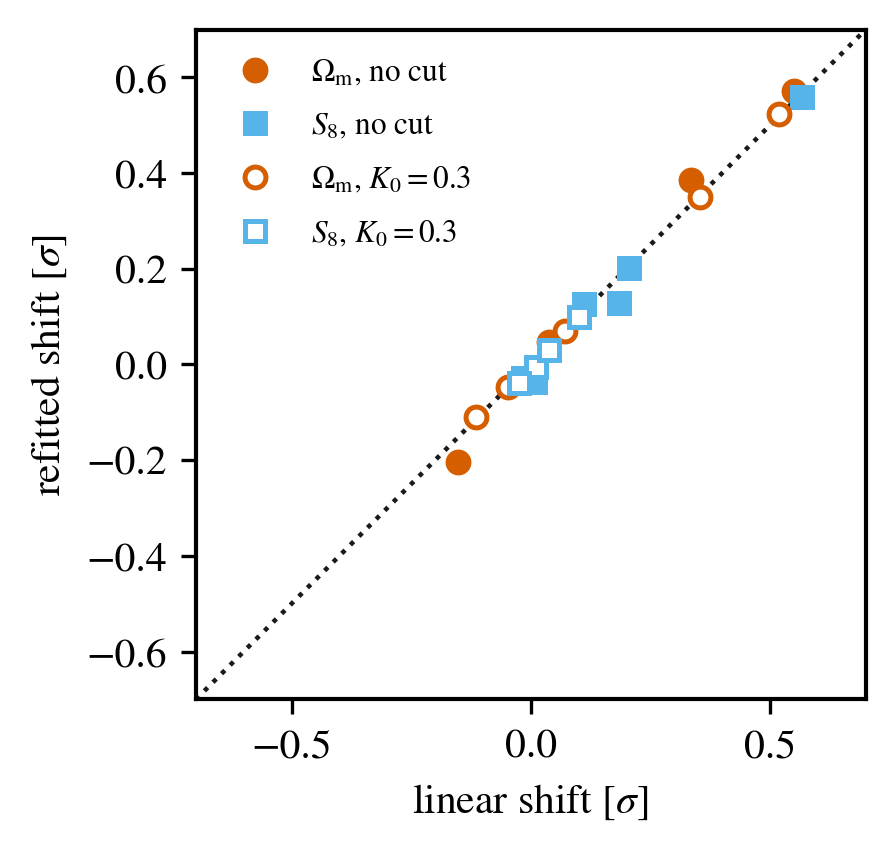 Ωm, no cut
S8, no cut
Ωm, K0 = 0.3
S8, K0 = 0.3
0.6
0.4
0.2
0.0
−0.2
−0.4
−0.6
refitted shift [σ]
−0.5
0.0
0.5
linear shift [σ]